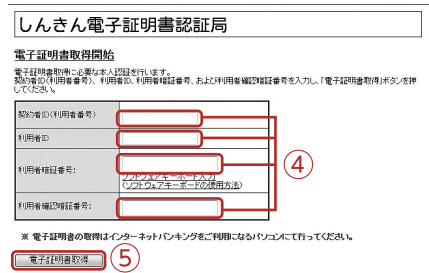 しんきん電子証明書認証局
電子証明書取得開始
電子証明書取得に必要な本人認証を行います。
契約者ID(利用者番号)、利用者ID、利用者暗証番号、および利用者確認暗証番号を入力し、「電子証明書取得」ボタンを押
してください。
契約者ID(利用者番号)
利用者ID
利用者暗証番号:
ソフトウェアキーボード入力
(ソフトウェアキーボードの使用方法)
利用者確認暗証番号:
④
※ 電子証明書の取得はインターネットバンキングをご利用になるパソコンにて行ってください。
電子証明書取得
⑤